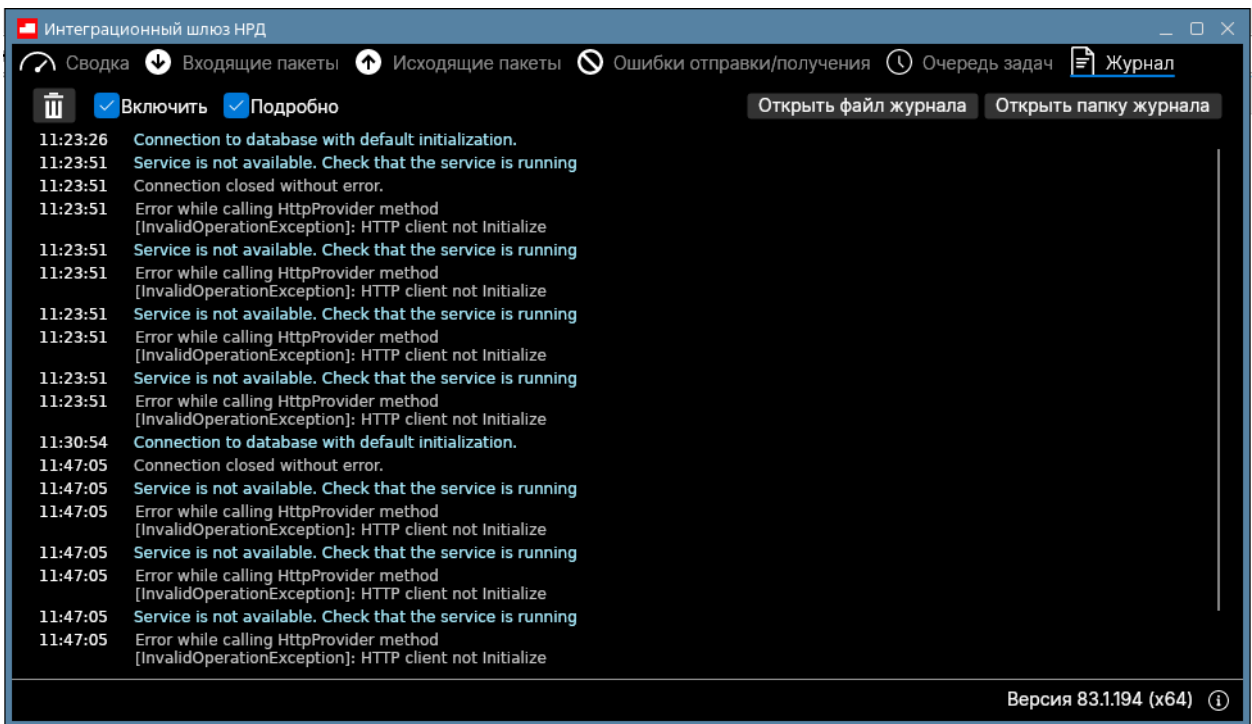 Интеграционный шлюз НРД
Сводка Входящие пакеты Исходящие пакеты Ошибки отправки/получения Очередь задач Журнал
Включить Подробно Открыть файл журнала Открыть папку журнала
11:23:26 Connection to database with default initialization.
11:23:51 Service is not available. Check that the service is running
11:23:51 Connection closed without error.
11:23:51 Error while calling HttpProvider method
[InvalidOperationException]: HTTP client not Initialize
11:23:51 Service is not available. Check that the service is running
11:23:51 Error while calling HttpProvider method
[InvalidOperationException]: HTTP client not Initialize
11:23:51 Service is not available. Check that the service is running
11:23:51 Error while calling HttpProvider method
[InvalidOperationException]: HTTP client not Initialize
11:23:51 Service is not available. Check that the service is running
11:23:51 Error while calling HttpProvider method
[InvalidOperationException]: HTTP client not Initialize
11:30:54 Connection to database with default initialization.
11:47:05 Connection closed without error.
11:47:05 Service is not available. Check that the service is running
11:47:05 Error while calling HttpProvider method
[InvalidOperationException]: HTTP client not Initialize
11:47:05 Service is not available. Check that the service is running
11:47:05 Error while calling HttpProvider method
[InvalidOperationException]: HTTP client not Initialize
11:47:05 Service is not available. Check that the service is running
11:47:05 Error while calling HttpProvider method
[InvalidOperationException]: HTTP client not Initialize
Версия 83.1.194 (x64)